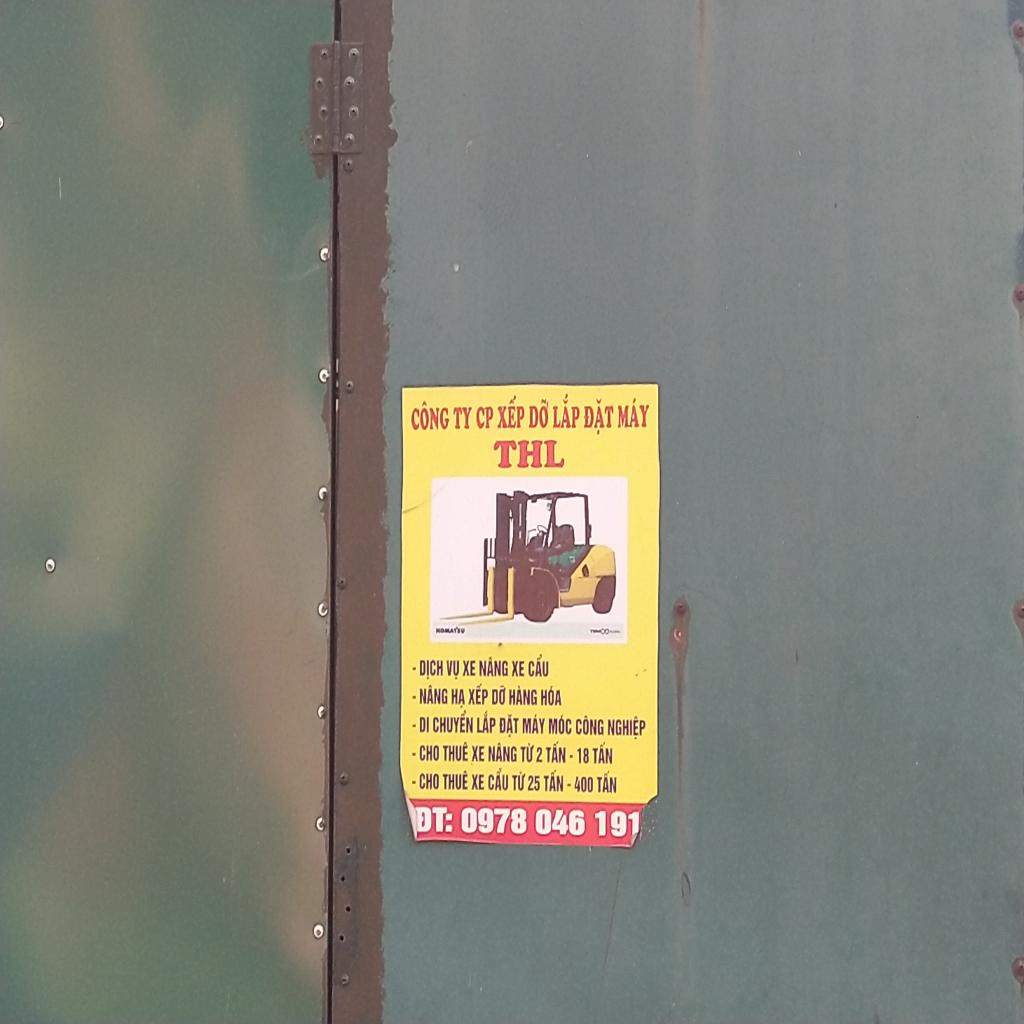 CÔNG TY CP XẾP DỠ LẮP ĐẶT MÁY
THL
KOMATSU
- DỊCH VỤ XE NÂNG XE CẨU
- NÂNG HẠ XẾP DỠ HÀNG HÓA
- DI CHUYỂN LẮP ĐẶT MÁY MÓC CÔNG NGHIỆP
- CHO THUÊ XE NÂNG TỪ 2 TẤN - 18 TẤN
- CHO THUÊ XE CẨU TỪ 25 TẤN - 400 TẤN
ĐT: 0978 046 191